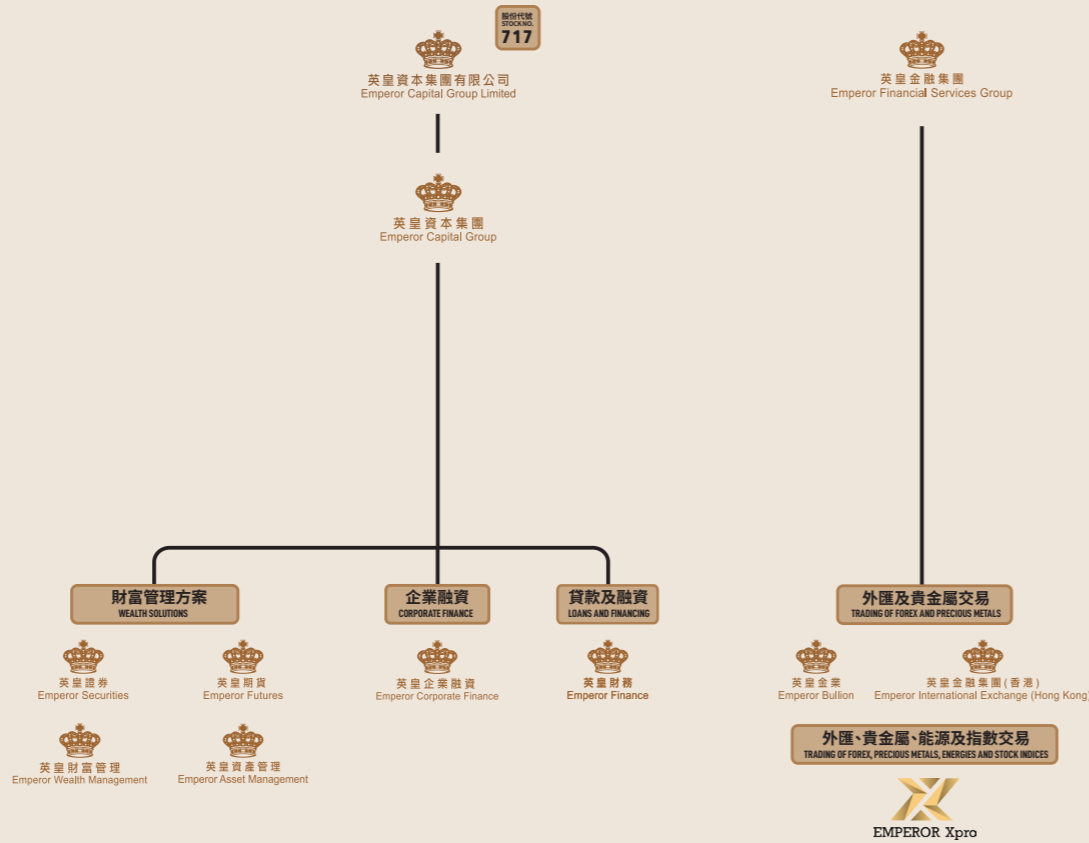 股份代號
STOCK NO.
717
英皇資本集團有限公司
Emperor Capital Group Limited
英皇資本集團
Emperor Capital Group
財富管理方案
WEALTH SOLUTIONS
英皇證券
Emperor Securities
英皇期貨
Emperor Futures
英皇財富管理
Emperor Wealth Management
英皇資產管理
Emperor Asset Management
企業融資
CORPORATE FINANCE
英皇企業融資
Emperor Corporate Finance
貸款及融資
LOANS AND FINANCING
英皇財務
Emperor Finance
英皇金融集團
Emperor Financial Services Group
外匯及貴金屬交易
TRADING OF FOREX AND PRECIOUS METALS
英皇金業
Emperor Bullion
英皇金融集團(香港)
Emperor International Exchange (Hong Kong)
外匯、貴金屬、能源及指數交易
TRADING OF FOREX, PRECIOUS METALS, ENERGIES AND STOCK INDICES
EMPEROR Xpro